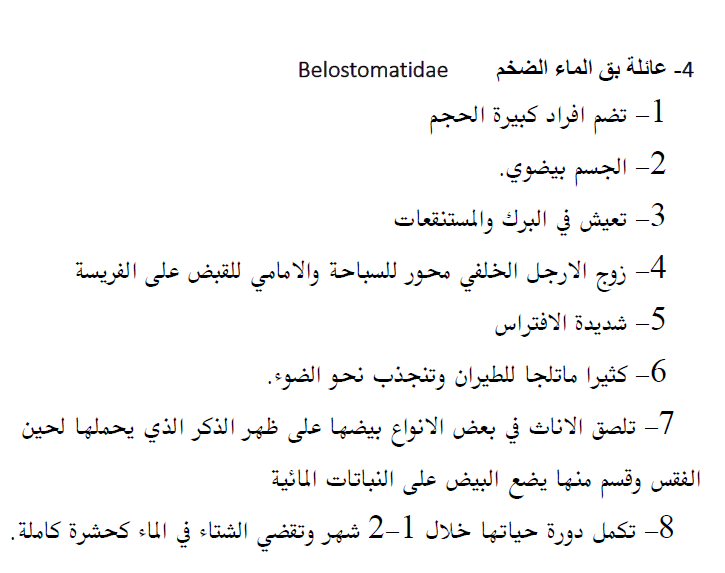 4- عائلة بق الماء الضخم Belostomatidae
1– تضم افراد كبيرة الحجم
2– الجسم بيضوي.
3– تعيش في البرك والمستنقعات
4– زوج الارجل الخلفي محور للسباحة والامامي للقبض على الفريسة
5– شديدة الافتراس
6– كثيرا ماتلجا للطيران وتنجذب نحو الضوء.
7– تلصق الاناث في بعض الانواع بيضها على ظهر الذكر الذي يحملها لحين
الفقس وقسم منها يضع البيض على النباتات المائية
8– تكمل دورة حياتها خلال 1–2 شهر وتقضي الشتاء في الماء كحشرة كاملة.